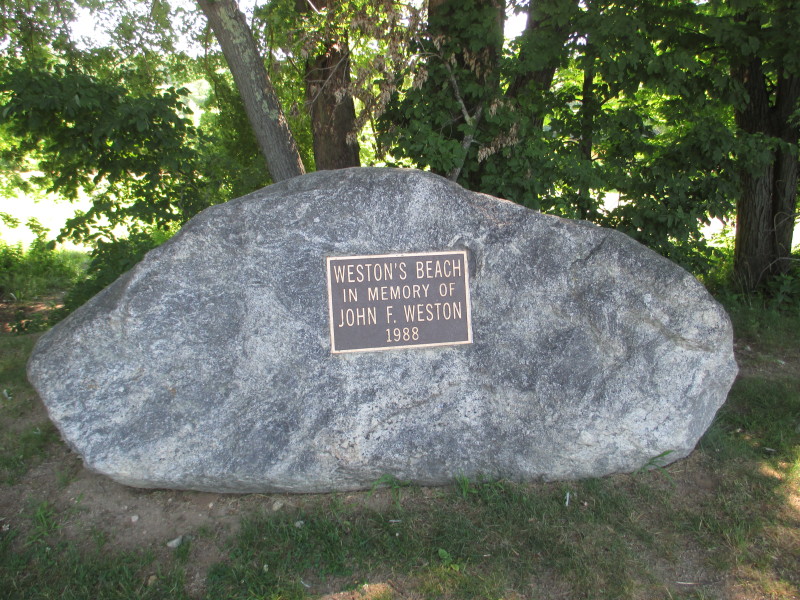 WESTON'S BEACH
IN MEMORY OF
JOHN F. WESTON
1988